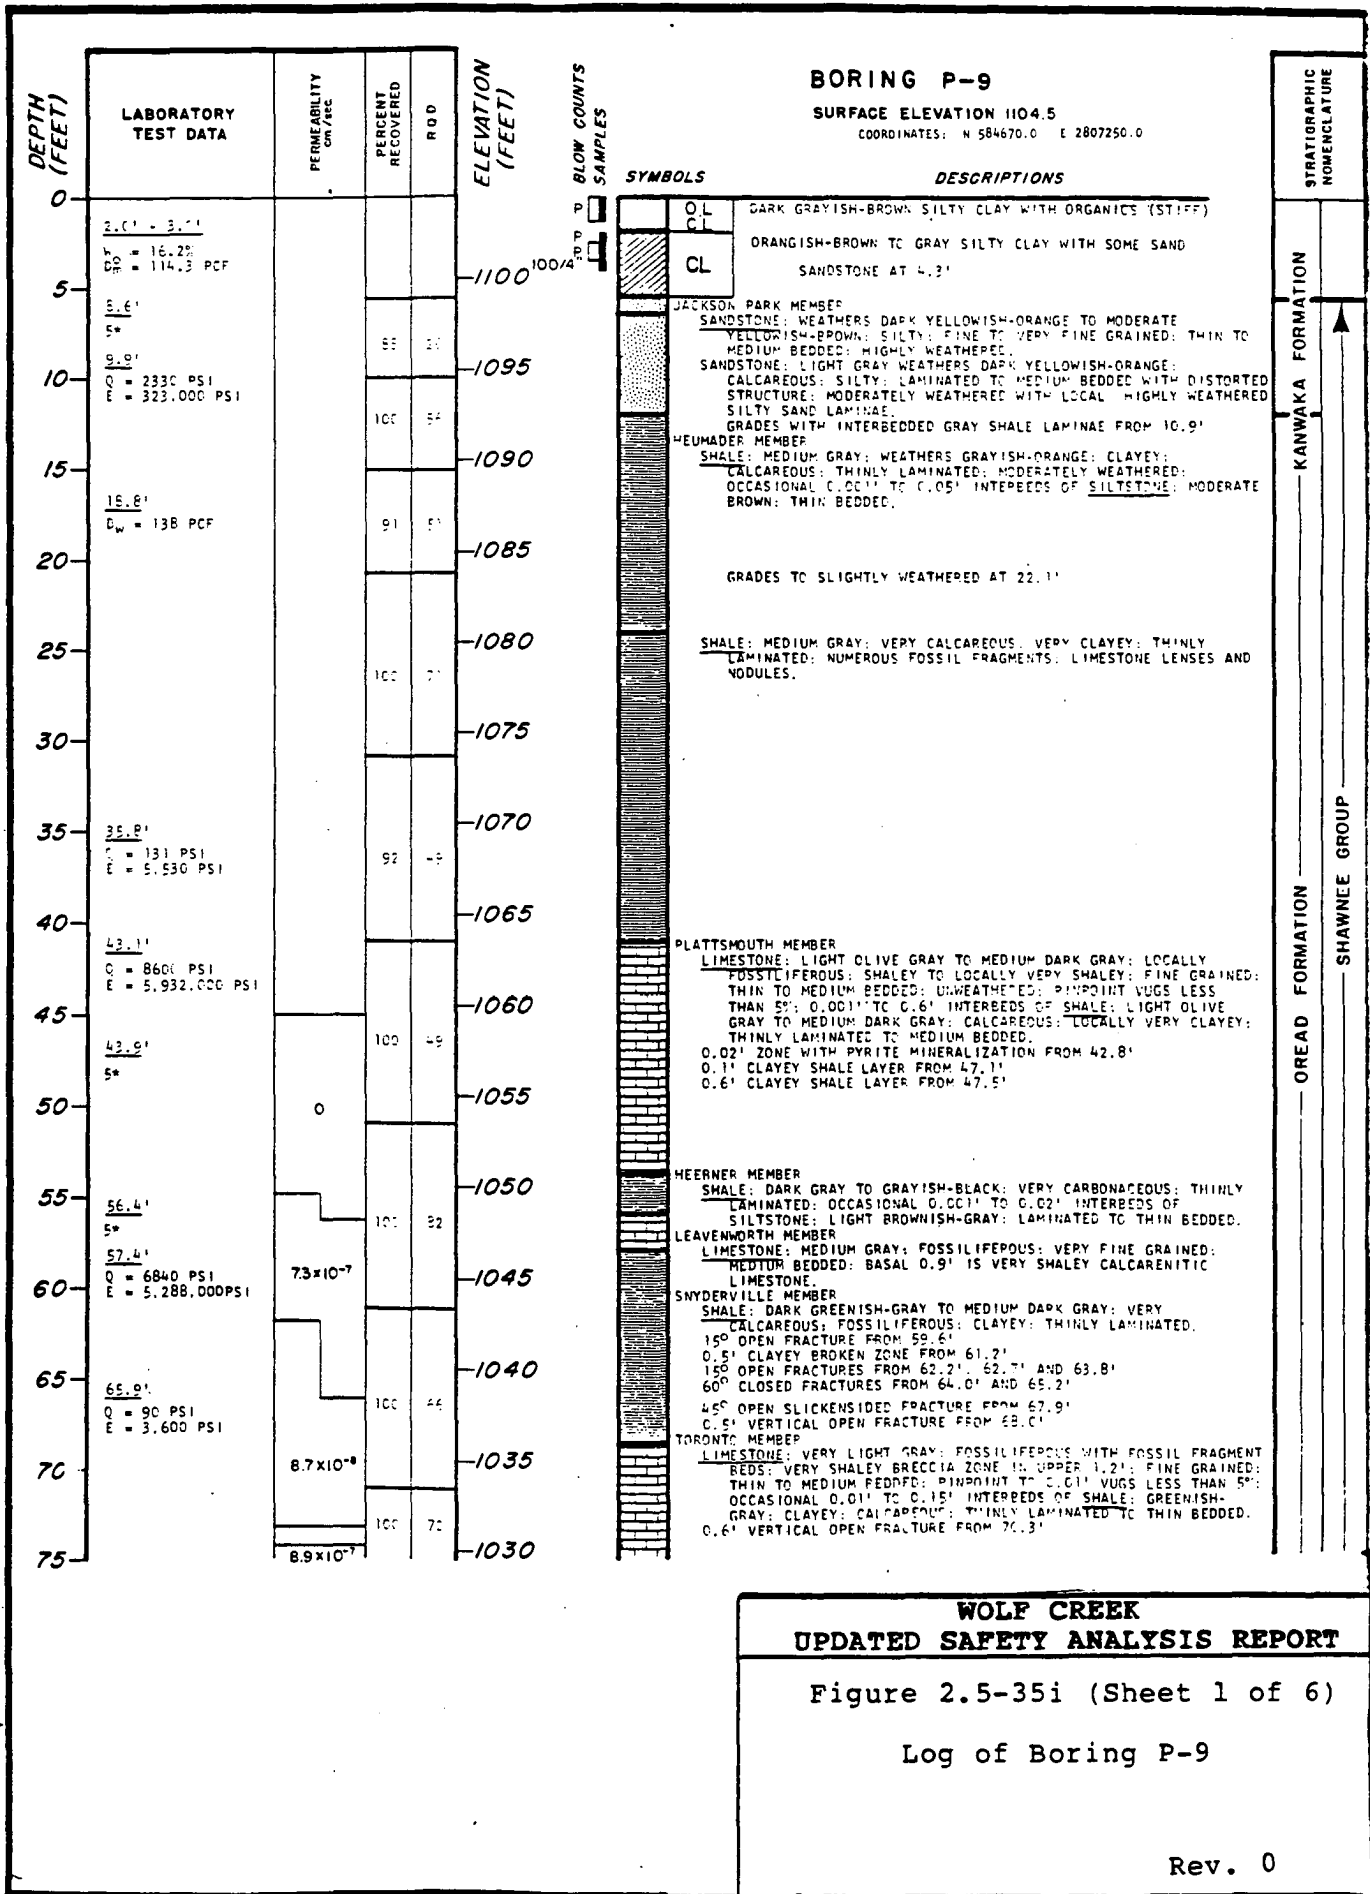 BORING P-9
SURFACE ELEVATION 1104.5
COORDINATES: N 584670.0 E 2807250.0
DEPTH (FEET)
LABORATORY TEST DATA
PERMEABILITY cm/sec
PERCENT RECOVERED
RQD
ELEVATION (FEET)
BLOW COUNTS
SAMPLES
SYMBOLS
DESCRIPTIONS
STRATIGRAPHIC NOMENCLATURE
0
5
10
15
20
25
30
35
40
45
50
55
60
65
70
75
= 16.2%
= 114.3 PCF
5.6'
5*
9.9'
Q = 2330 PSI
E = 323,000 PSI
15.8'
Dw = 138 PCF
35.8'
= 131 PSI
E = 5,530 PSI
43.1'
Q = 8600 PSI
E = 5,932,000 PSI
43.9'
5*
56.4'
5*
57.4'
Q = 6840 PSI
E = 5,288,000PSI
65.9'
Q = 90 PSI
E = 3,600 PSI
0
7.3×10⁻⁷
8.7×10⁻⁸
8.9×10⁻⁷
100
91
100
92
100
49
100
82
100
100
1100
1095
1090
1085
1080
1075
1070
1065
1060
1055
1050
1045
1040
1035
1030
P
P
100/4"
OL
CL
CL
DARK GRAYISH-BROWN SILTY CLAY WITH ORGANICS (STIFF)
ORANGISH-BROWN TO GRAY SILTY CLAY WITH SOME SAND
SANDSTONE AT 4.3'
JACKSON PARK MEMBER
SANDSTONE: WEATHERS DARK YELLOWISH-ORANGE TO MODERATE
YELLOWISH-BROWN; SILTY; FINE TO VERY FINE GRAINED; THIN TO
MEDIUM BEDDED; HIGHLY WEATHERED.
SANDSTONE: LIGHT GRAY WEATHERS DARK YELLOWISH-ORANGE;
CALCAREOUS; SILTY; LAMINATED TO MEDIUM BEDDED WITH DISTORTED
STRUCTURE; MODERATELY WEATHERED WITH LOCAL HIGHLY WEATHERED
SILTY SAND LAMINAE.
GRADES WITH INTERBEDDED GRAY SHALE LAMINAE FROM 10.9'
HEUMADER MEMBER
SHALE: MEDIUM GRAY; WEATHERS GRAYISH-ORANGE; CLAYEY;
CALCAREOUS; THINLY LAMINATED; MODERATELY WEATHERED;
OCCASIONAL 0.001' TO 0.05' INTERBEDS OF SILTSTONE; MODERATE
BROWN; THIN BEDDED.
GRADES TO SLIGHTLY WEATHERED AT 22.1'
SHALE: MEDIUM GRAY; VERY CALCAREOUS, VERY CLAYEY; THINLY
LAMINATED; NUMEROUS FOSSIL FRAGMENTS; LIMESTONE LENSES AND
NODULES.
PLATTSMOUTH MEMBER
LIMESTONE: LIGHT OLIVE GRAY TO MEDIUM DARK GRAY; LOCALLY
FOSSILIFEROUS; SHALEY TO LOCALLY VERY SHALEY; FINE GRAINED;
THIN TO MEDIUM BEDDED; UNWEATHERED; PINPOINT VUGS LESS
THAN 5%; 0.001' TO 0.6' INTERBEDS OF SHALE; LIGHT OLIVE
GRAY TO MEDIUM DARK GRAY; CALCAREOUS; LOCALLY VERY CLAYEY;
THINLY LAMINATED TO MEDIUM BEDDED.
0.02' ZONE WITH PYRITE MINERALIZATION FROM 42.8'
0.1' CLAYEY SHALE LAYER FROM 47.1'
0.6' CLAYEY SHALE LAYER FROM 47.5'
HEEBNER MEMBER
SHALE: DARK GRAY TO GRAYISH-BLACK; VERY CARBONACEOUS; THINLY
LAMINATED; OCCASIONAL 0.001' TO 0.02' INTERBEDS OF
SILTSTONE; LIGHT BROWNISH-GRAY; LAMINATED TO THIN BEDDED.
LEAVENWORTH MEMBER
LIMESTONE: MEDIUM GRAY; FOSSILIFEROUS; VERY FINE GRAINED;
MEDIUM BEDDED; BASAL 0.9' IS VERY SHALEY CALCARENITIC
LIMESTONE.
SNYDERVILLE MEMBER
SHALE: DARK GREENISH-GRAY TO MEDIUM DARK GRAY; VERY
CALCAREOUS; FOSSILIFEROUS; CLAYEY; THINLY LAMINATED.
15° OPEN FRACTURE FROM 59.6'
0.5' CLAYEY BROKEN ZONE FROM 61.2'
15° OPEN FRACTURES FROM 62.2', 62.7' AND 63.8'
60° CLOSED FRACTURES FROM 64.0' AND 65.2'
45° OPEN SLICKENSIDED FRACTURE FROM 67.9'
0.5' VERTICAL OPEN FRACTURE FROM 68.0'
TORONTO MEMBER
LIMESTONE: VERY LIGHT GRAY; FOSSILIFEROUS WITH FOSSIL FRAGMENT
BEDS; VERY SHALEY BRECCIA ZONE IN UPPER 1.2'; FINE GRAINED;
THIN TO MEDIUM BEDDED; PINPOINT TO 0.01' VUGS LESS THAN 5%;
OCCASIONAL 0.01' TO 0.15' INTERBEDS OF SHALE; GREENISH-
GRAY; CLAYEY; CALCAREOUS; THINLY LAMINATED TO THIN BEDDED.
0.6' VERTICAL OPEN FRACTURE FROM 70.3'
KANWAKA FORMATION
OREAD FORMATION
SHAWNEE GROUP
WOLF CREEK
UPDATED SAFETY ANALYSIS REPORT
Figure 2.5-35i (Sheet 1 of 6)
Log of Boring P-9
Rev. 0